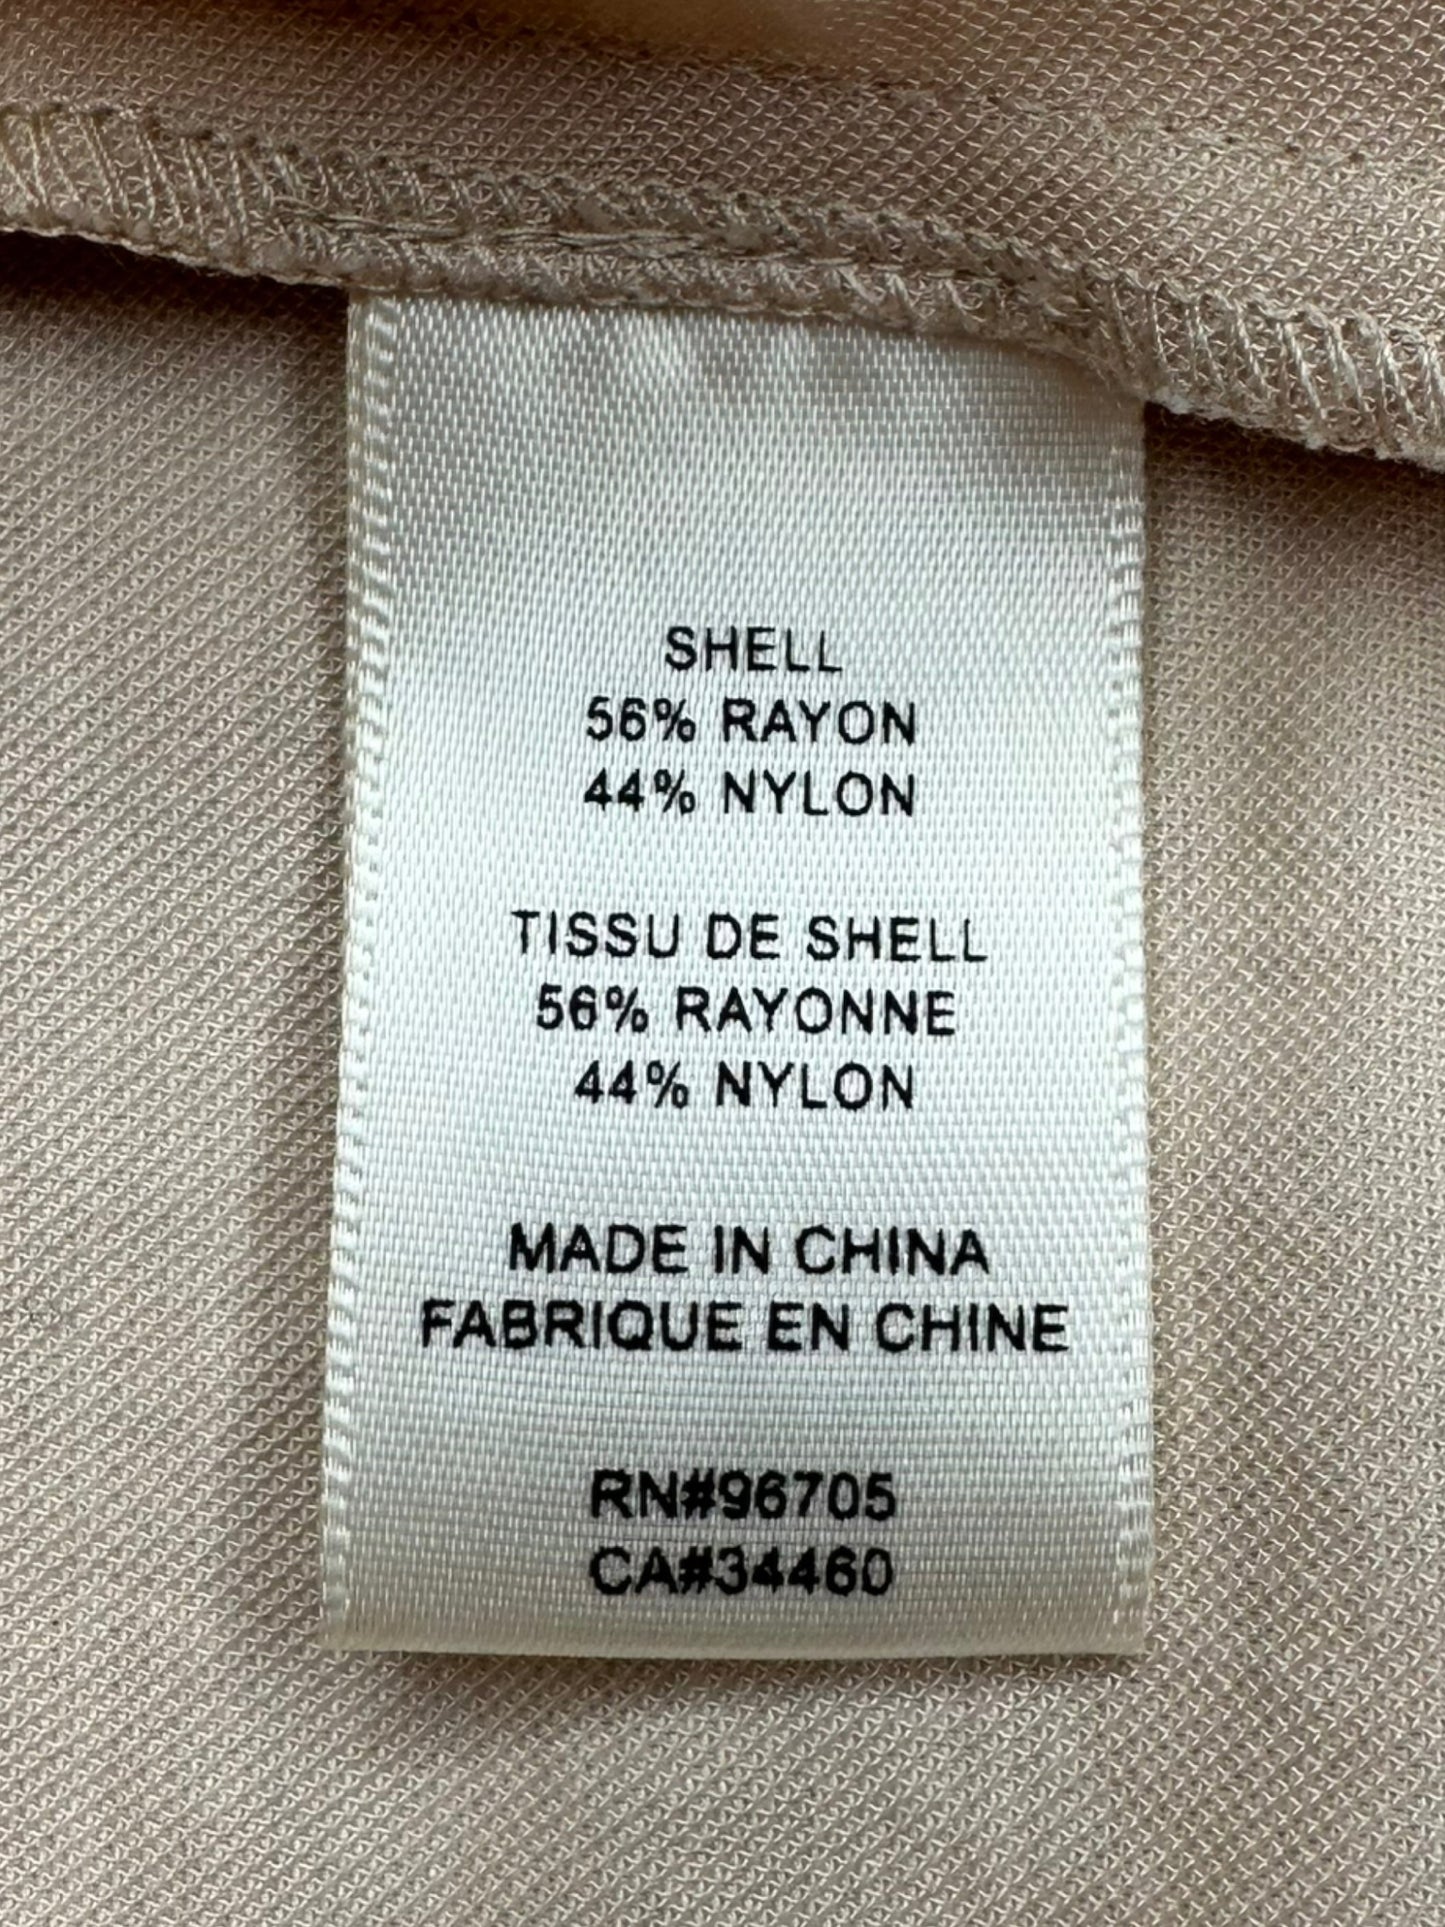 SHELL
56% RAYON
44% NYLON
TISSU DE SHELL
56% RAYONNE
44% NYLON
MADE IN CHINA
FABRIQUE EN CHINE
RN#96705
CA#34460